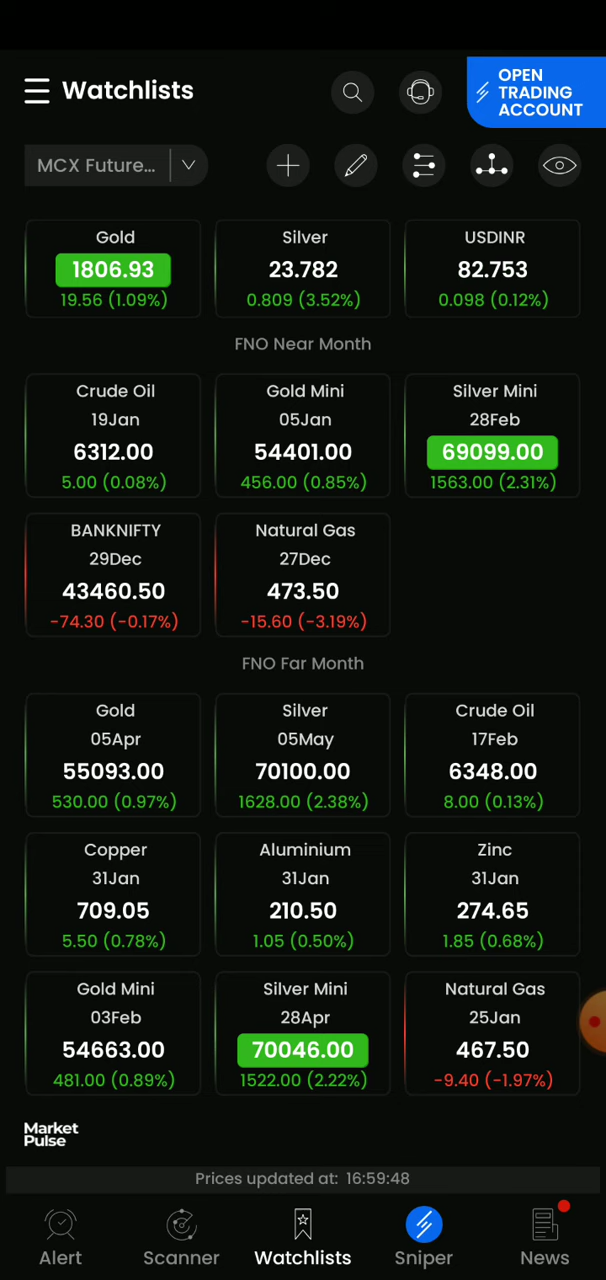 Watchlists
OPEN
TRADING
ACCOUNT
MCX Future...
Gold
1806.93
19.56 (1.09%)
Silver
23.782
0.809 (3.52%)
USDINR
82.753
0.098 (0.12%)
FNO Near Month
Crude Oil
19Jan
6312.00
5.00 (0.08%)
Gold Mini
05Jan
54401.00
456.00 (0.85%)
Silver Mini
28Feb
69099.00
1563.00 (2.31%)
BANKNIFTY
29Dec
43460.50
-74.30 (-0.17%)
Natural Gas
27Dec
473.50
-15.60 (-3.19%)
FNO Far Month
Gold
05Apr
55093.00
530.00 (0.97%)
Silver
05May
70100.00
1628.00 (2.38%)
Crude Oil
17Feb
6348.00
8.00 (0.13%)
Copper
31Jan
709.05
5.50 (0.78%)
Aluminium
31Jan
210.50
1.05 (0.50%)
Zinc
31Jan
274.65
1.85 (0.68%)
Gold Mini
03Feb
54663.00
481.00 (0.89%)
Silver Mini
28Apr
70046.00
1522.00 (2.22%)
Natural Gas
25Jan
467.50
-9.40 (-1.97%)
Market
Pulse
Prices updated at: 16:59:48
Alert
Scanner
Watchlists
Sniper
News